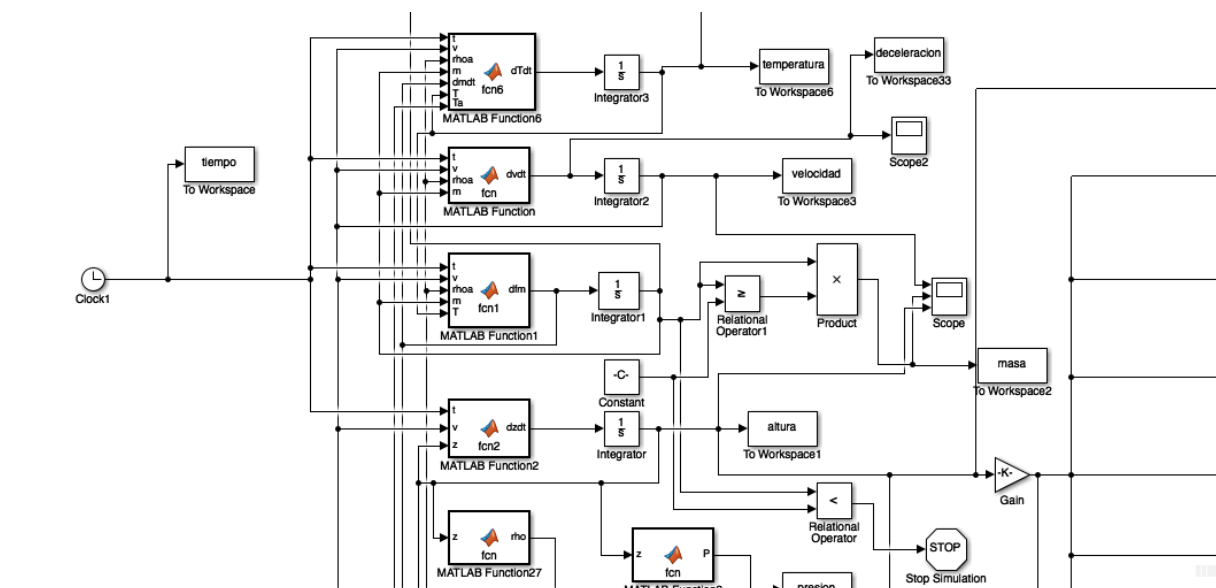 t
v
rhoa
m
dmdt
T
Ta
dTdt
fcn6
MATLAB Function6
1
s
Integrator3
temperatura
To Workspace6
deceleracion
To Workspace33
Scope2
tiempo
To Workspace
t
v
rhoa
m
dvdt
fcn
MATLAB Function
1
s
Integrator2
velocidad
To Workspace3
Clock1
t
v
rhoa
m
T
dfm
fcn1
MATLAB Function1
1
s
Integrator1
≥
Relational
Operator1
×
Product
Scope
masa
To Workspace2
-C-
Constant
t
v
z
dzdt
fcn2
MATLAB Function2
1
s
Integrator
altura
To Workspace1
-K-
Gain
<
Relational
Operator
STOP
Stop Simulation
z
rho
fcn
MATLAB Function27
z
P
fcn
presion